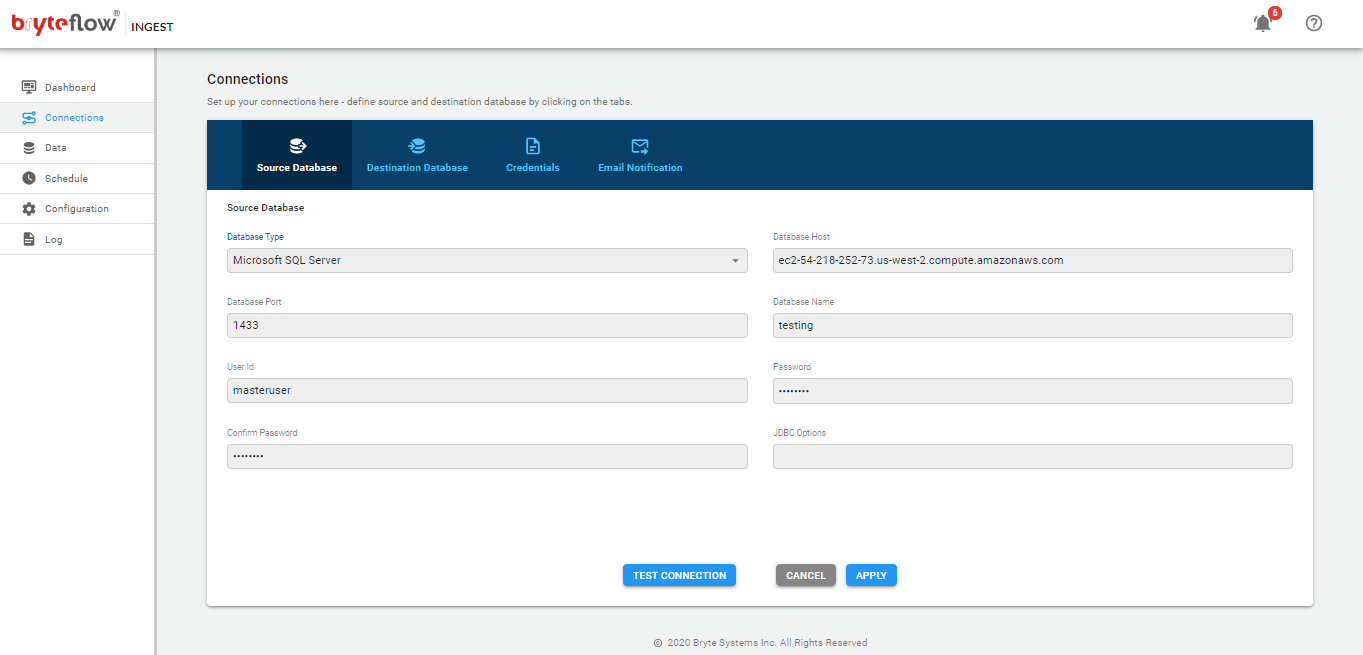 bryteflow® INGEST
6
Dashboard
Connections
Data
Schedule
Configuration
Log
Connections
Set up your connections here - define source and destination database by clicking on the tabs.
Source Database
Destination Database
Credentials
Email Notification
Source Database
Database Type
Microsoft SQL Server
Database Host
ec2-54-218-252-73.us-west-2.compute.amazonaws.com
Database Port
1433
Database Name
testing
User Id
masteruser
Password
••••••••
Confirm Password
••••••••
JDBC Options
TEST CONNECTION
CANCEL
APPLY
© 2020 Bryte Systems Inc. All Rights Reserved